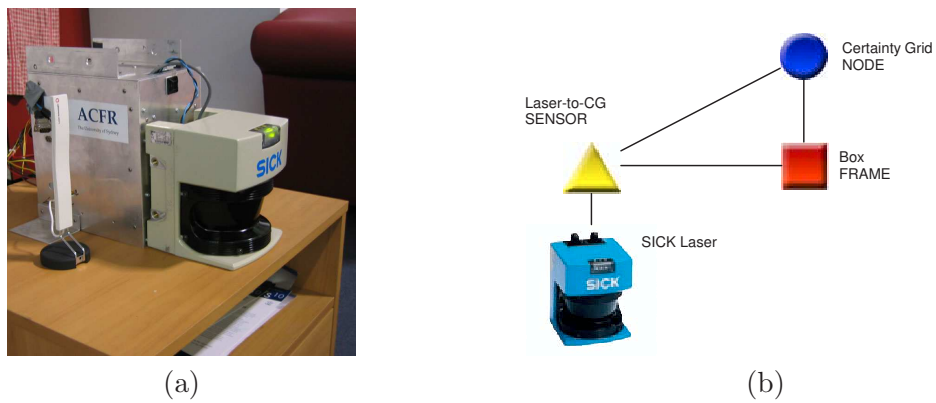 ACFR
The University of Sydney
SICK
(a)
Certainty Grid
NODE
Laser-to-CG
SENSOR
Box
FRAME
SICK Laser
SICK
(b)